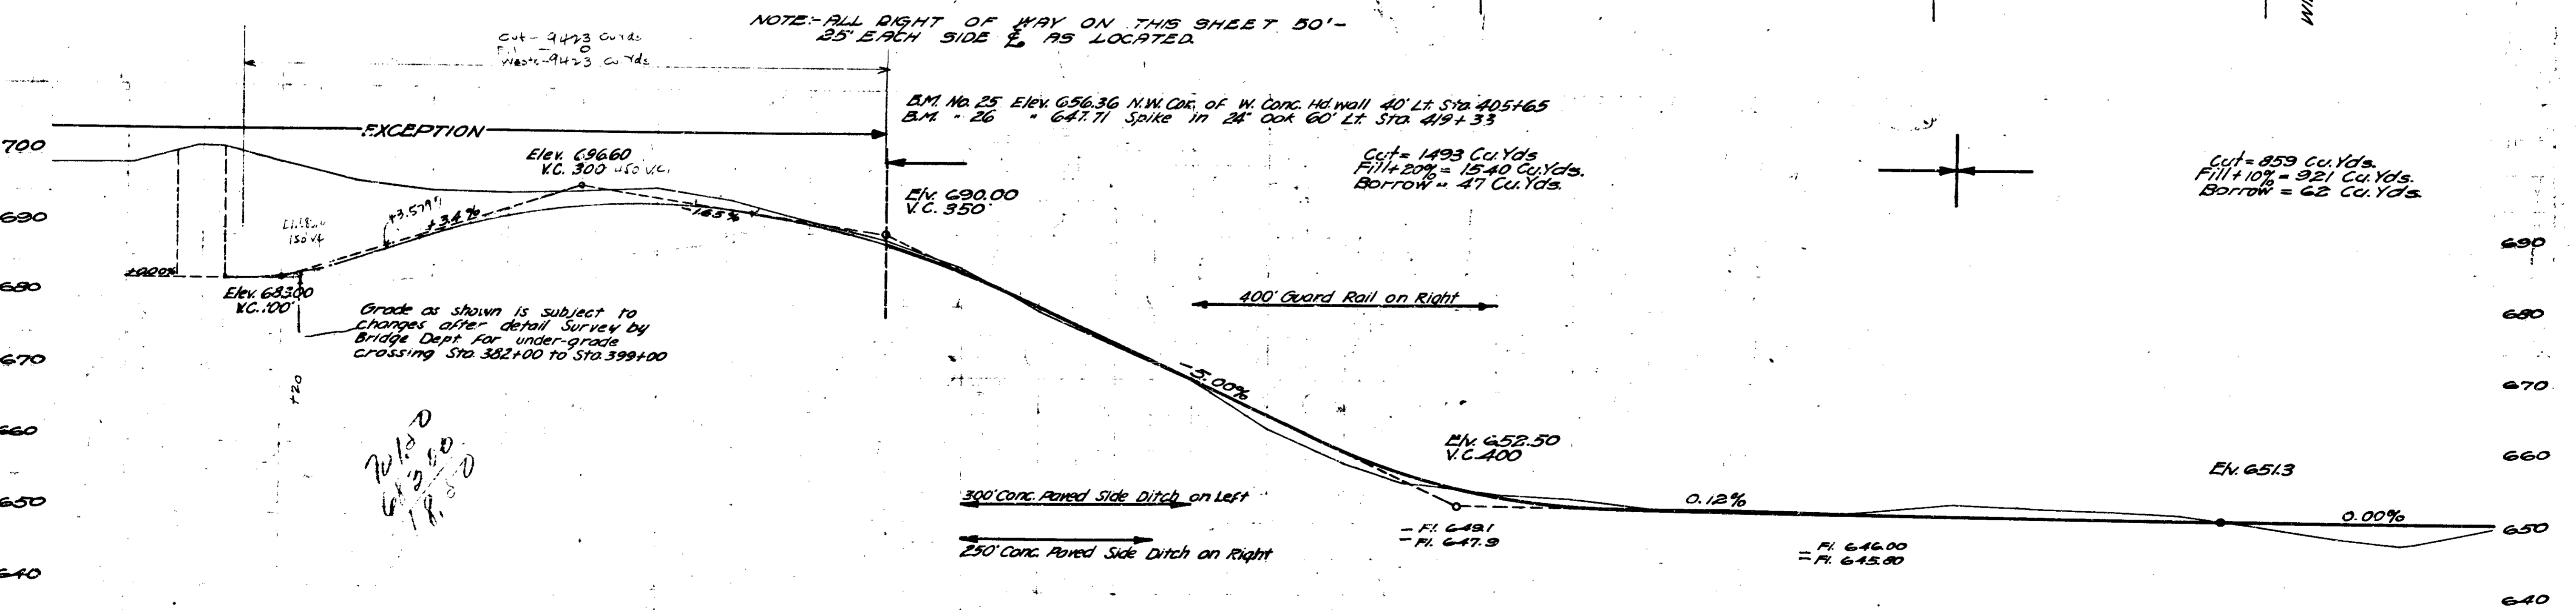 NOTE:-ALL RIGHT OF WAY ON THIS SHEET 50'-
25' EACH SIDE ℄ AS LOCATED.
Cut - 9423 Cu Yds
Fill - 0
Waste - 9423 Cu Yds
B.M. No. 25 Elev. 656.36 N.W. Cor. of W. Conc. Hd. wall 40' Lt. Sta. 405+65
B.M. " 26 " 647.71 Spike in 24" Oak 60' Lt. Sta. 419+33
EXCEPTION
700
Elev. 696.60
V.C. 300' 450 V.C.
Cut = 1493 Cu. Yds
Fill+20% = 1540 Cu. Yds.
Borrow = 47 Cu. Yds.
Cut = 859 Cu. Yds.
Fill+10% = 921 Cu. Yds.
Borrow = 62 Cu. Yds.
Elv. 690.00
V.C. 350'
690
+3.4%
-1.65%
150 V.C.
690
±0.00%
680
Elev. 683.00
V.C. 100'
400' Guard Rail on Right
Grade as shown is subject to
changes after detail Survey by
Bridge Dept. for under-grade
crossing Sta. 382+00 to Sta. 399+00
680
670
-5.00%
+20
670
660
Elv. 652.50
V.C. 400
660
Elv. 651.3
650
300' Conc. Paved Side Ditch on Left
0.12%
0.00%
650
Fl. 649.1
Fl. 647.9
250' Conc. Paved Side Ditch on Right
Fl. 646.00
Fl. 645.80
640
640
18.50